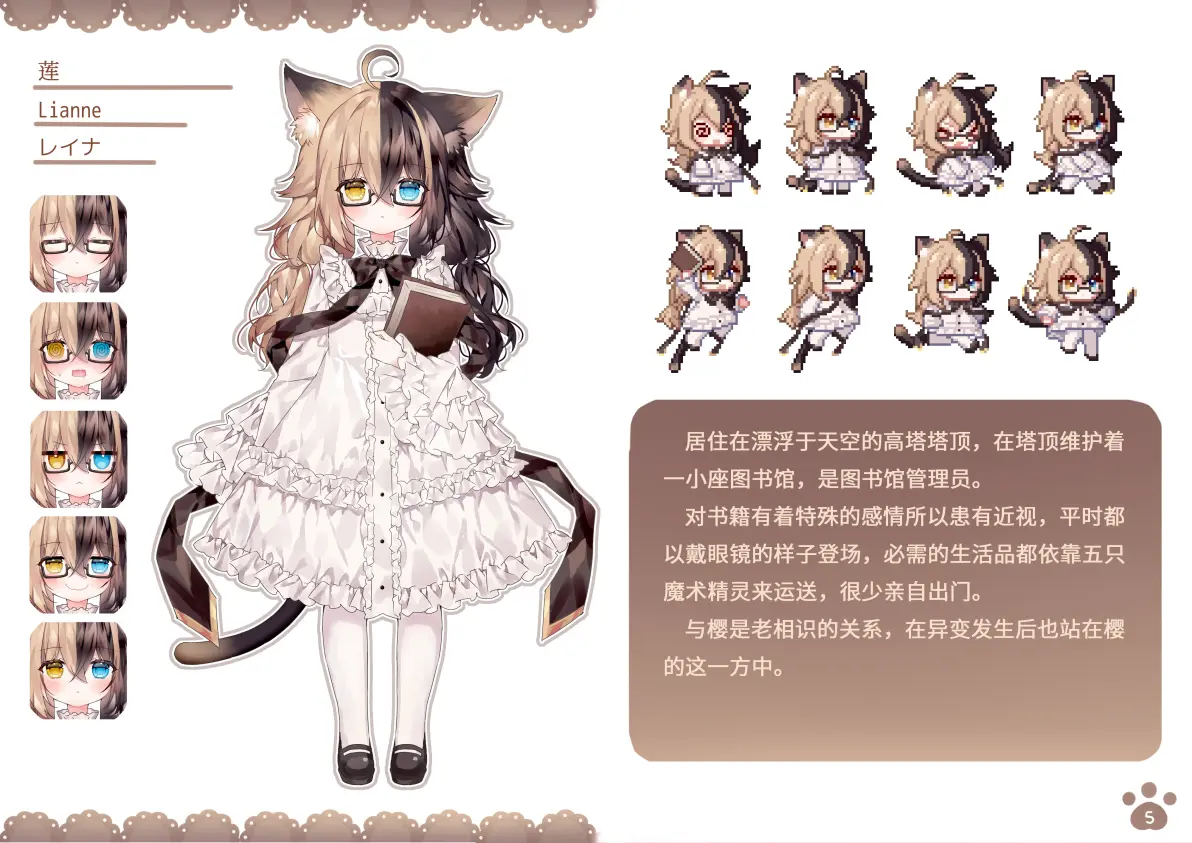 莲
Lianne
レイナ
居住在漂浮于天空的高塔塔顶，在塔顶维护着
一小座图书馆，是图书馆管理员。
对书籍有着特殊的感情所以患有近视，平时都
以戴眼镜的样子登场，必需的生活品都依靠五只
魔术精灵来运送，很少亲自出门。
与樱是老相识的关系，在异变发生后也站在樱
的这一方中。
5